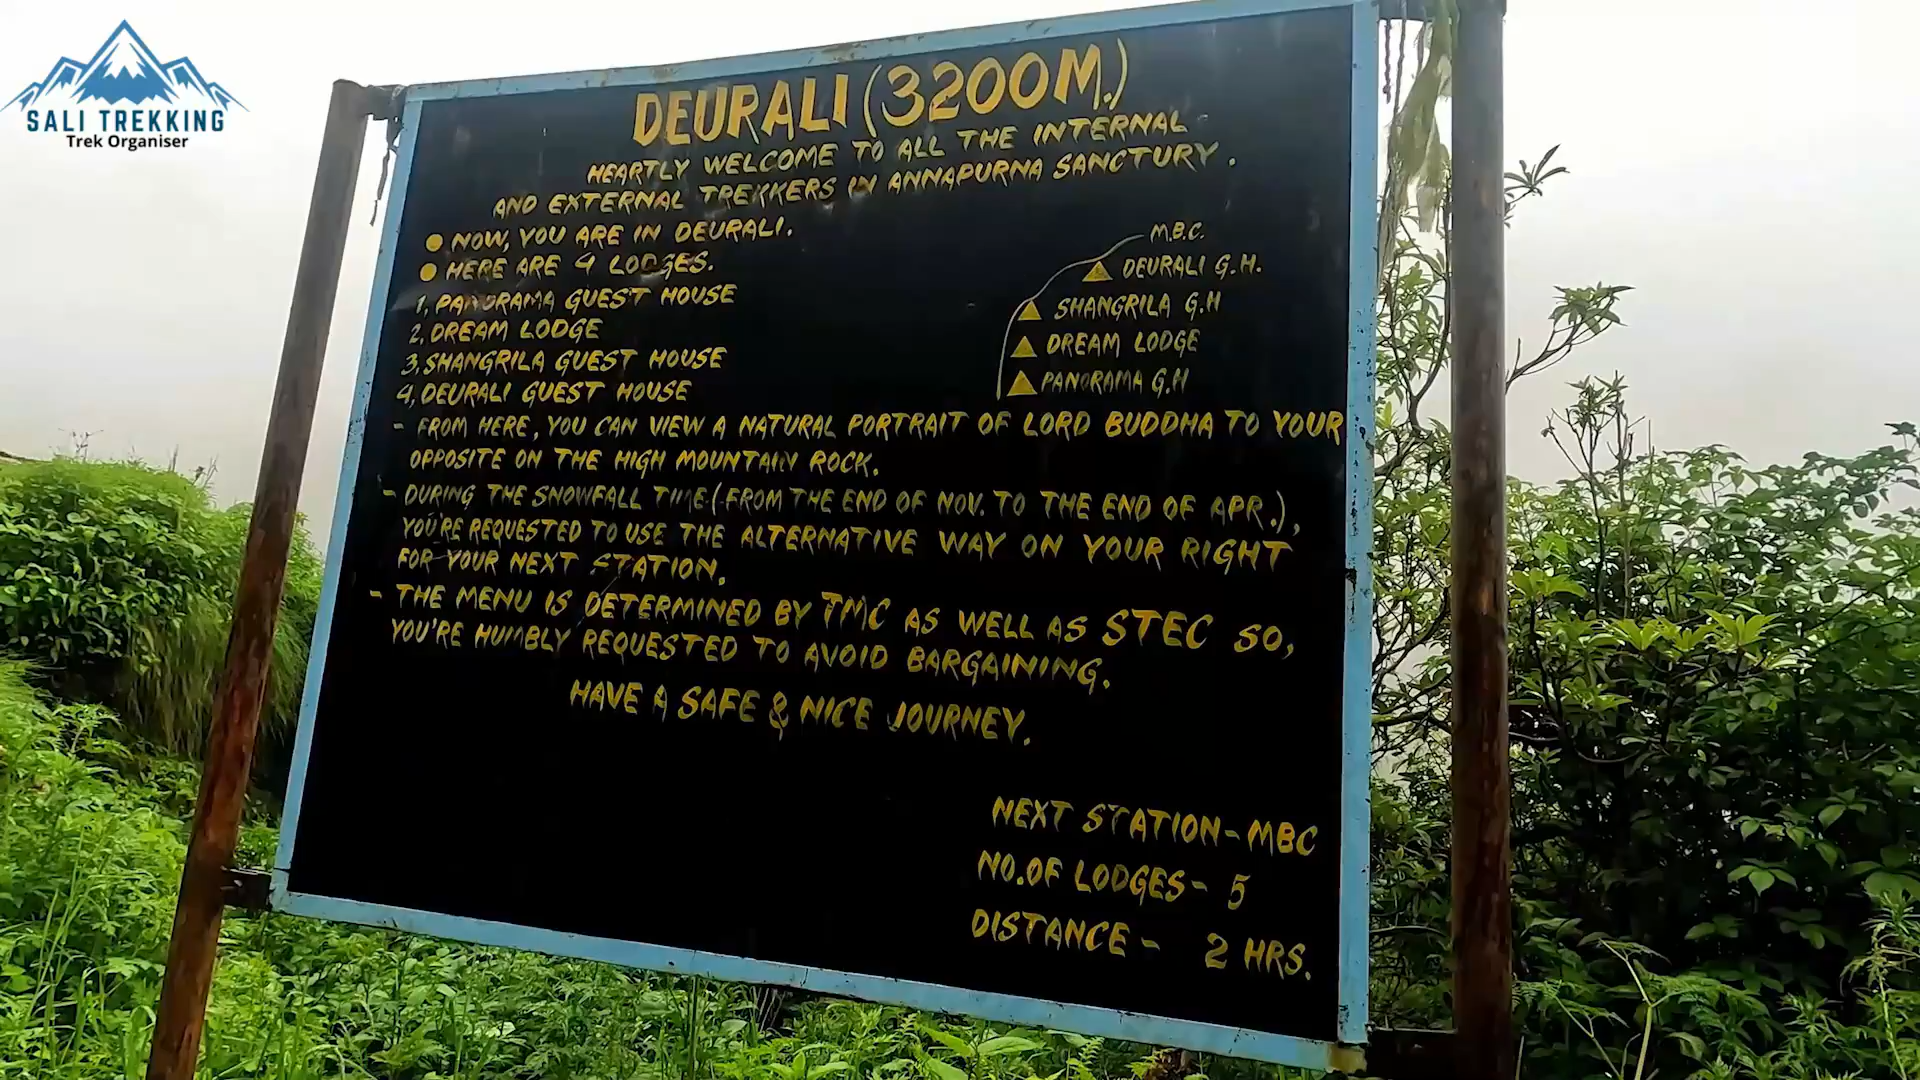 SALI TREKKING
Trek Organiser
DEURALI (3200M.)
HEARTLY WELCOME TO ALL THE INTERNAL
AND EXTERNAL TREKKERS IN ANNAPURNA SANCTURY.
NOW, YOU ARE IN DEURALI.
HERE ARE 4 LODGES.
1, PANORAMA GUEST HOUSE
2, DREAM LODGE
3, SHANGRILA GUEST HOUSE
4, DEURALI GUEST HOUSE
M.B.C.
DEURALI G.H.
SHANGRILA G.H
DREAM LODGE
PANORAMA G.H
- FROM HERE, YOU CAN VIEW A NATURAL PORTRAIT OF LORD BUDDHA TO YOUR
OPPOSITE ON THE HIGH MOUNTAIN ROCK.
- DURING THE SNOWFALL TIME (FROM THE END OF NOV. TO THE END OF APR.),
YOU'RE REQUESTED TO USE THE ALTERNATIVE WAY ON YOUR RIGHT
FOR YOUR NEXT STATION.
- THE MENU IS DETERMINED BY TMC AS WELL AS STEC SO,
YOU'RE HUMBLY REQUESTED TO AVOID BARGAINING.
HAVE A SAFE & NICE JOURNEY.
NEXT STATION - MBC
NO. OF LODGES - 5
DISTANCE - 2 HRS.